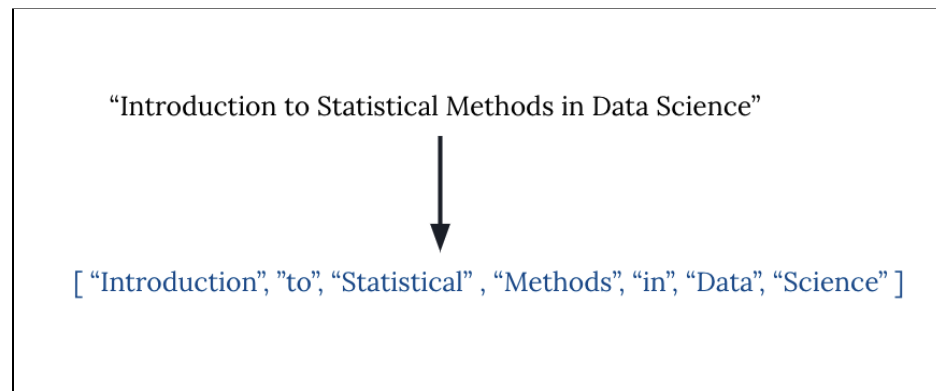 “Introduction to Statistical Methods in Data Science”
[ “Introduction”, ”to”, “Statistical” , “Methods”, “in”, “Data”, “Science” ]